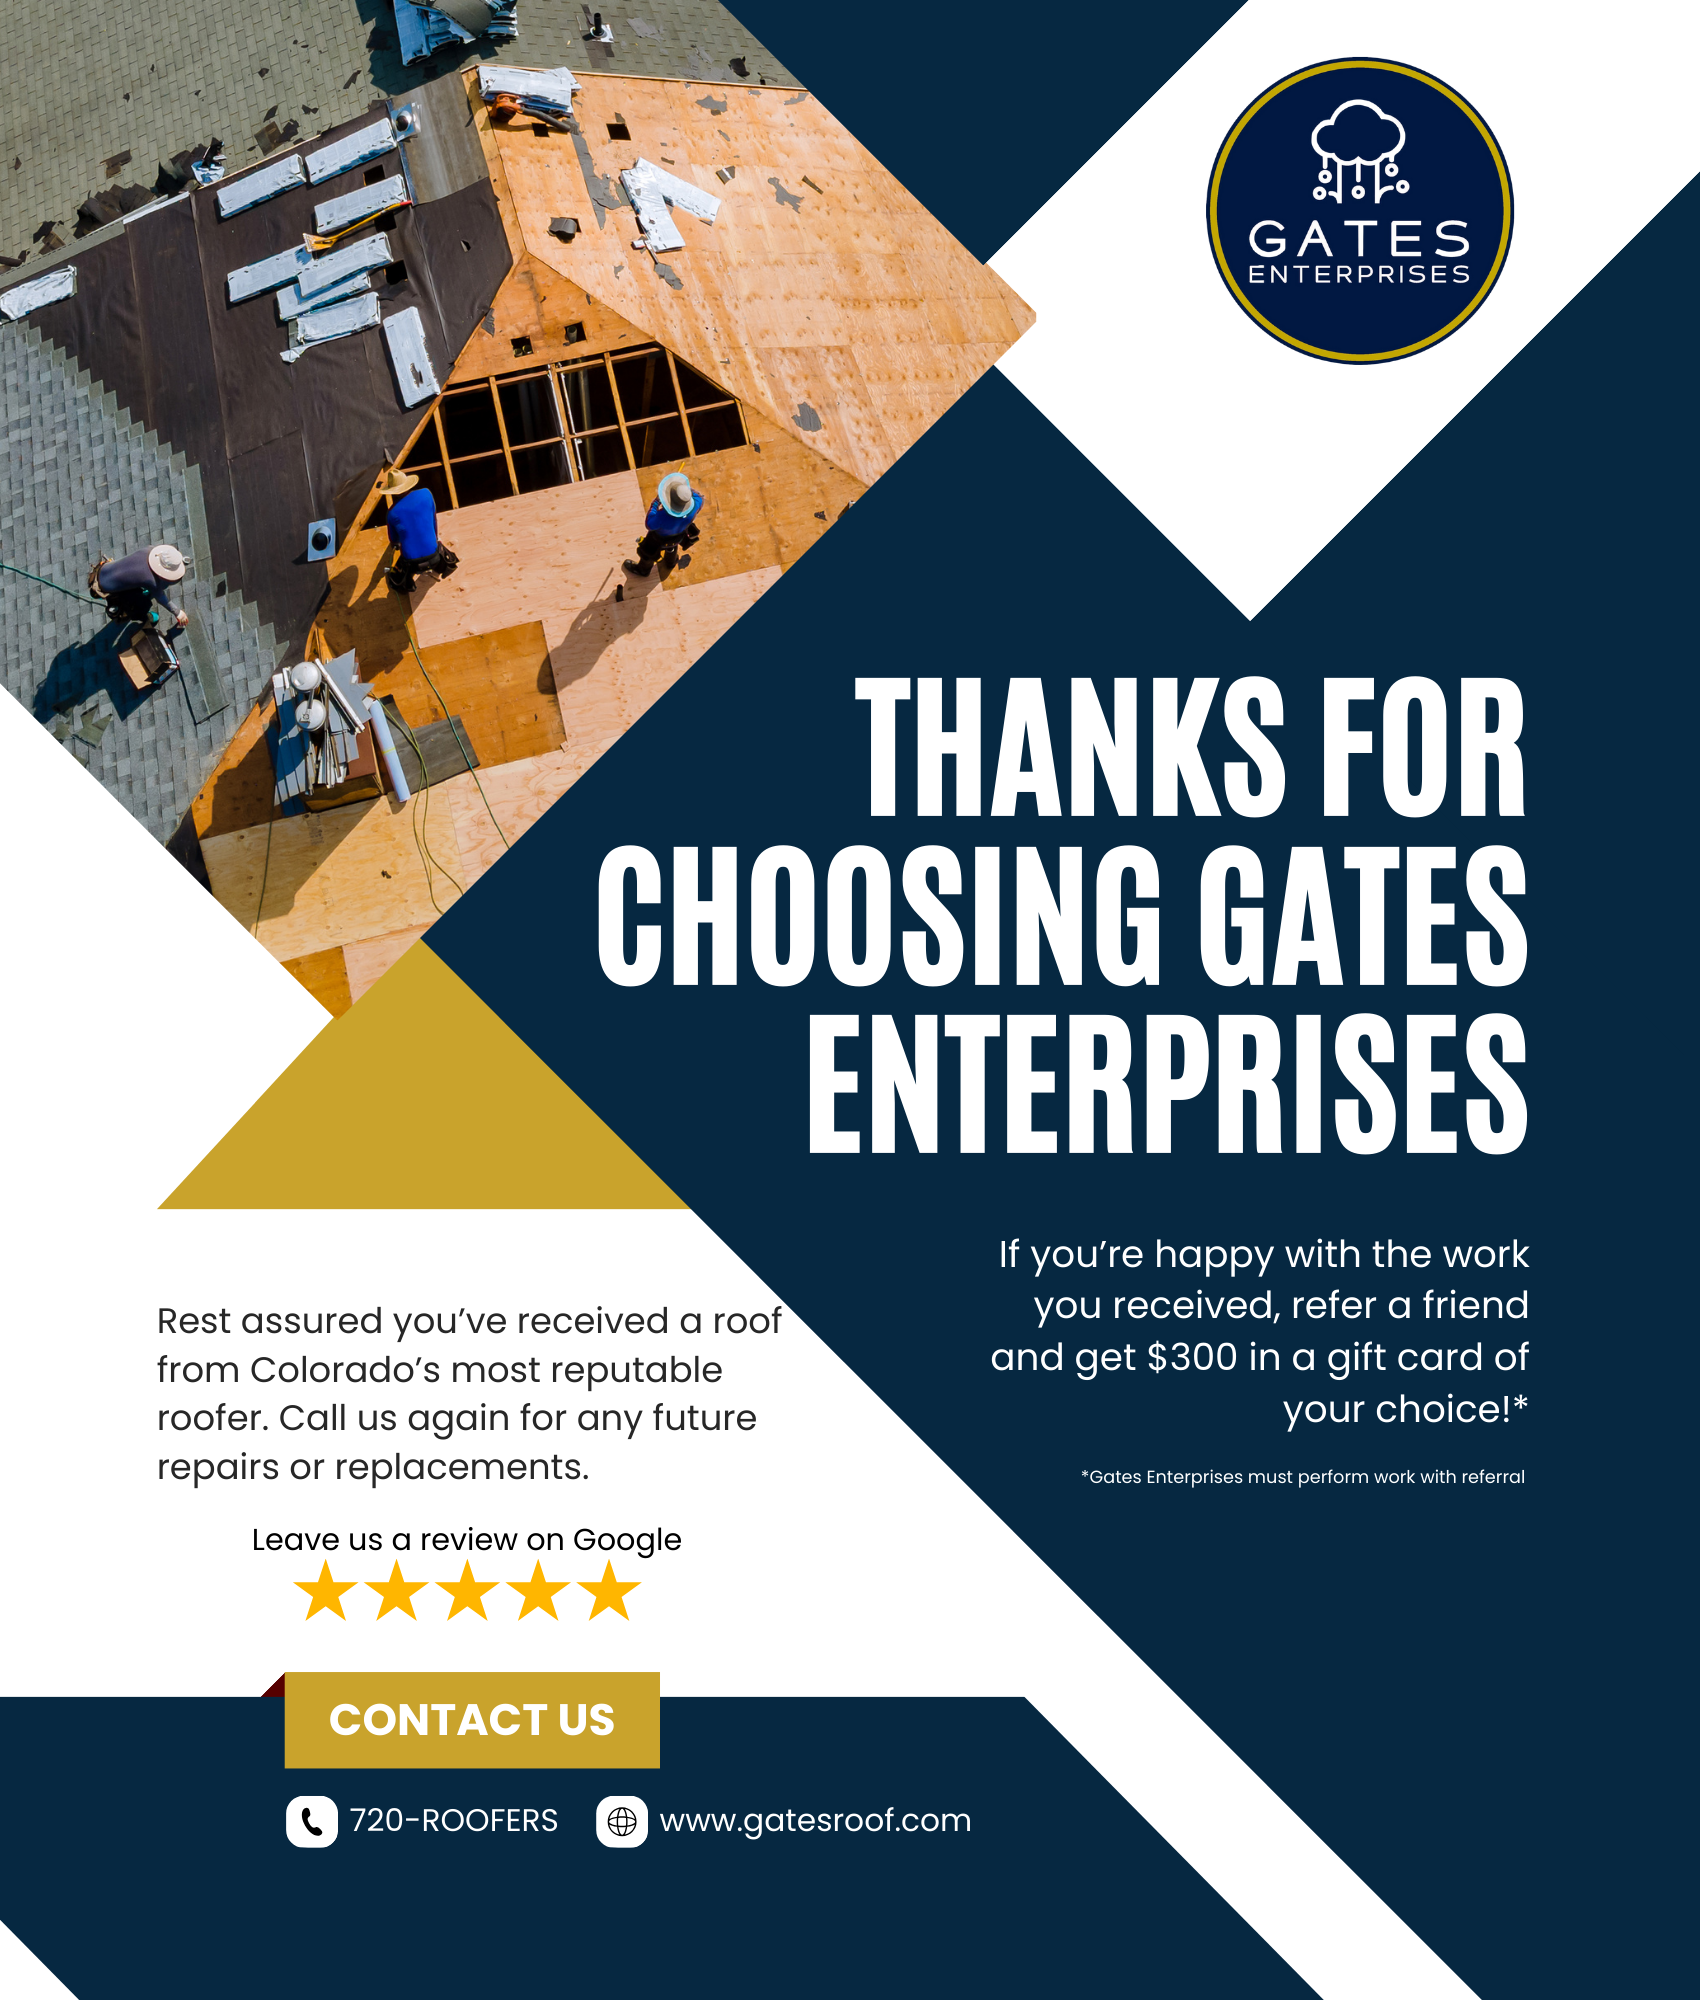 GATES
ENTERPRISES
THANKS FOR
CHOOSING GATES
ENTERPRISES
If you’re happy with the work
you received, refer a friend
and get $300 in a gift card of
your choice!*
*Gates Enterprises must perform work with referral
Rest assured you’ve received a roof
from Colorado’s most reputable
roofer. Call us again for any future
repairs or replacements.
Leave us a review on Google
CONTACT US
720-ROOFERS
www.gatesroof.com